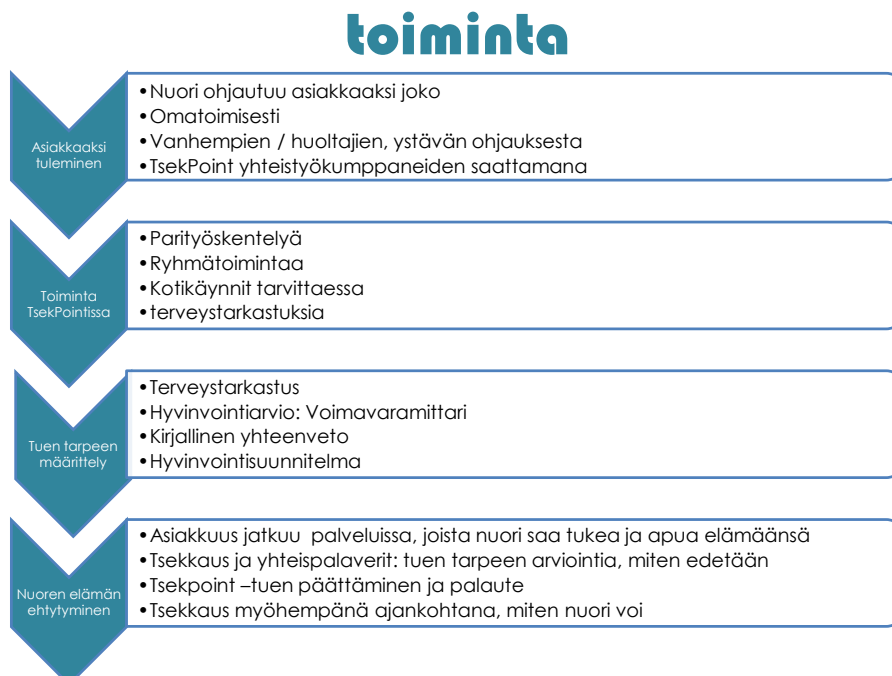 toiminta
Asiakkaaksi
tuleminen
•Nuori ohjautuu asiakkaaksi joko
•Omatoimisesti
•Vanhempien / huoltajien, ystävän ohjauksesta
•TsekPoint yhteistyökumppaneiden saattamana
Toiminta
TsekPointissa
•Parityöskentelyä
•Ryhmätoimintaa
•Kotikäynnit tarvittaessa
•terveystarkastuksia
Tuen tarpeen
määrittely
•Terveystarkastus
•Hyvinvointiarvio: Voimavaramittari
•Kirjallinen yhteenveto
•Hyvinvointisuunnitelma
Nuoren elämän
ehtytyminen
•Asiakkuus jatkuu  palveluissa, joista nuori saa tukea ja apua elämäänsä
•Tsekkaus ja yhteispalaverit: tuen tarpeen arviointia, miten edetään
•Tsekpoint –tuen päättäminen ja palaute
•Tsekkaus myöhempänä ajankohtana, miten nuori voi